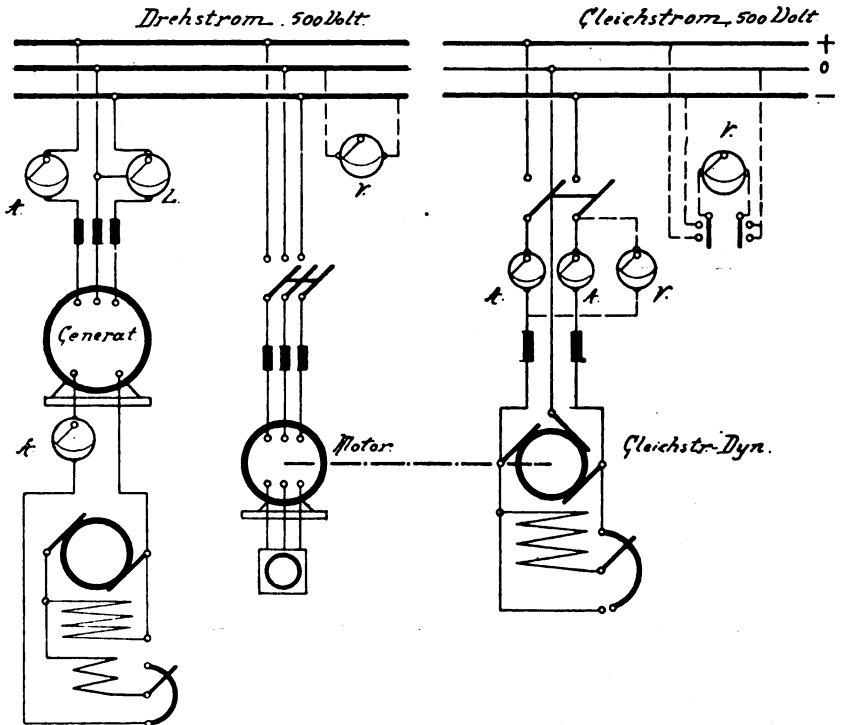 Drehstrom. 500 Volt.
Gleichstrom, 500 Volt
+
0
—
V.
V.
A.
L.
A.
A.
V.
Generat.
A.
Motor.
Gleichstr-Dyn.